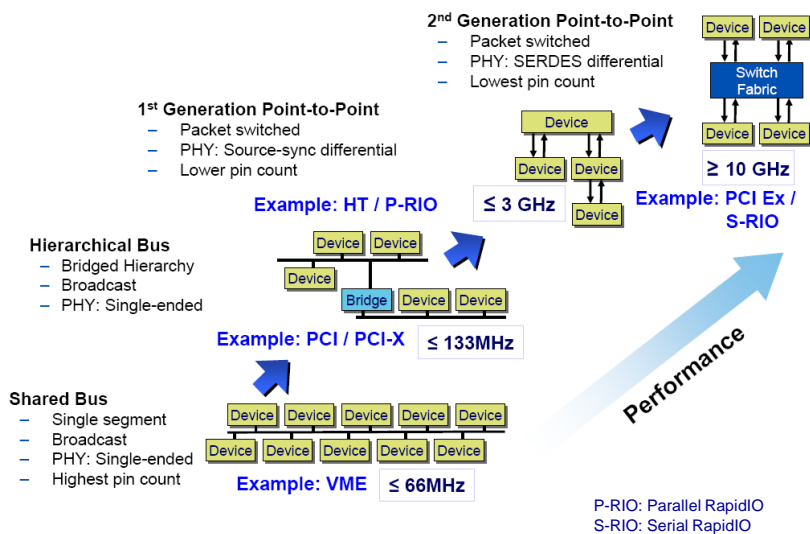 2nd Generation Point-to-Point
– Packet switched
– PHY: SERDES differential
– Lowest pin count
Device Device
Switch
Fabric
Device Device
≥ 10 GHz
Example: PCI Ex /
S-RIO
1st Generation Point-to-Point
– Packet switched
– PHY: Source-sync differential
– Lower pin count
Device
Device Device
Device
Example: HT / P-RIO
≤ 3 GHz
Hierarchical Bus
– Bridged Hierarchy
– Broadcast
– PHY: Single-ended
Device Device
Device
Bridge Device Device
Example: PCI / PCI-X
≤ 133MHz
Shared Bus
– Single segment
– Broadcast
– PHY: Single-ended
– Highest pin count
Device Device Device Device Device
Device Device Device Device Device
Example: VME
≤ 66MHz
Performance
P-RIO: Parallel RapidIO
S-RIO: Serial RapidIO